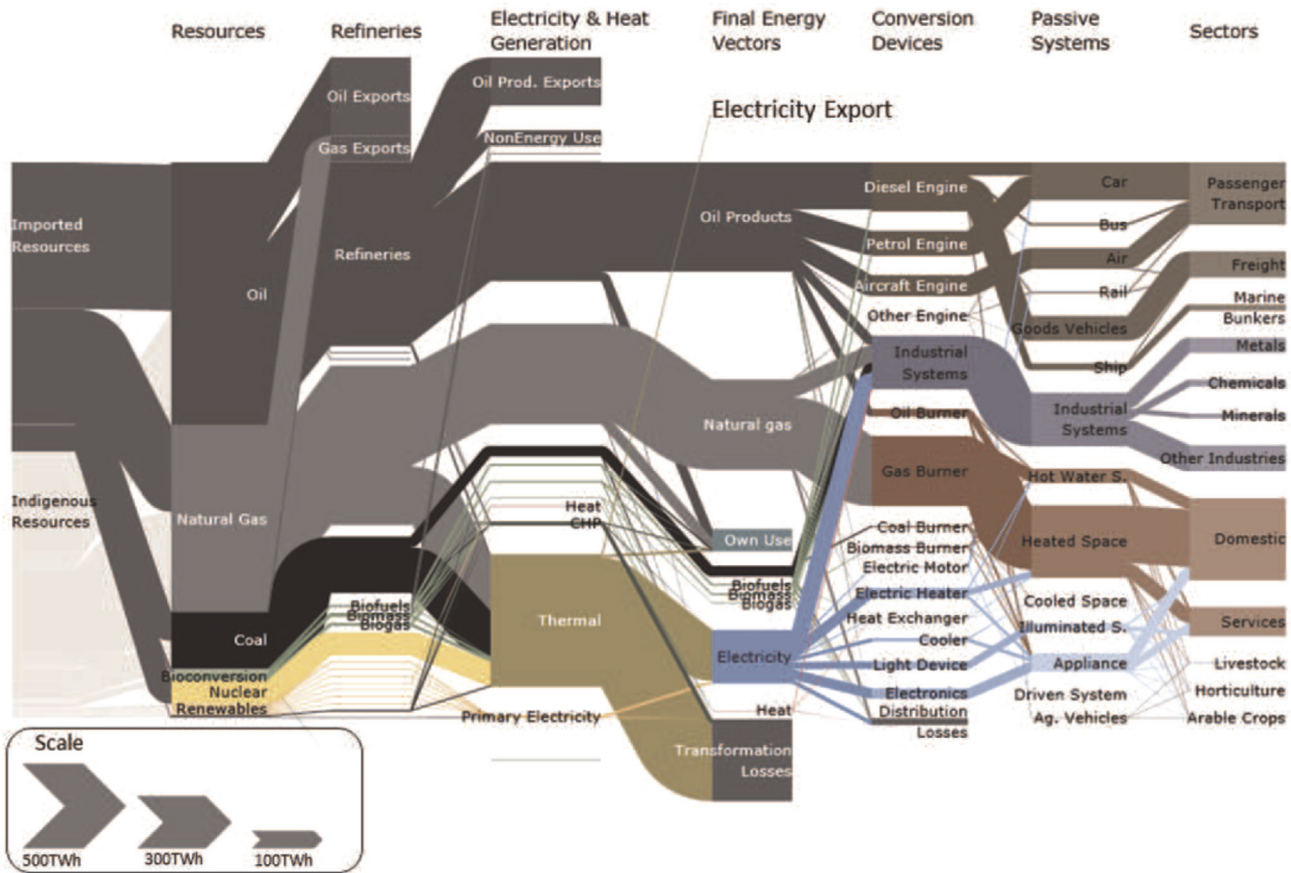 Resources
Refineries
Electricity & Heat
Generation
Final Energy
Vectors
Conversion
Devices
Passive
Systems
Sectors
Imported
Resources
Indigenous
Resources
Oil
Natural Gas
Coal
Bioconversion
Nuclear
Renewables
Oil Exports
Gas Exports
Refineries
Biofuels
Biomass
Biogas
Oil Prod. Exports
NonEnergy Use
Heat
CHP
Thermal
Primary Electricity
Electricity Export
Oil Products
Natural gas
Own Use
Biofuels
Biomass
Biogas
Electricity
Heat
Transformation
Losses
Diesel Engine
Petrol Engine
Aircraft Engine
Other Engine
Industrial
Systems
Oil Burner
Gas Burner
Coal Burner
Biomass Burner
Electric Motor
Electric Heater
Heat Exchanger
Cooler
Light Device
Electronics
Distribution
Losses
Car
Bus
Air
Rail
Goods Vehicles
Ship
Industrial
Systems
Hot Water S.
Heated Space
Cooled Space
Illuminated S.
Appliance
Driven System
Ag. Vehicles
Passenger
Transport
Freight
Marine
Bunkers
Metals
Chemicals
Minerals
Other Industries
Domestic
Services
Livestock
Horticulture
Arable Crops
Scale
500TWh
300TWh
100TWh